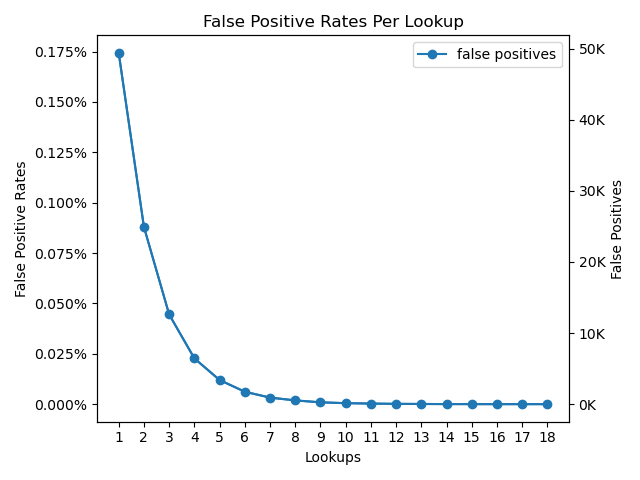 False Positive Rates Per Lookup
false positives
0.175%
0.150%
0.125%
0.100%
0.075%
0.050%
0.025%
0.000%
False Positive Rates
50K
40K
30K
20K
10K
0K
False Positives
1 2 3 4 5 6 7 8 9 10 11 12 13 14 15 16 17 18
Lookups